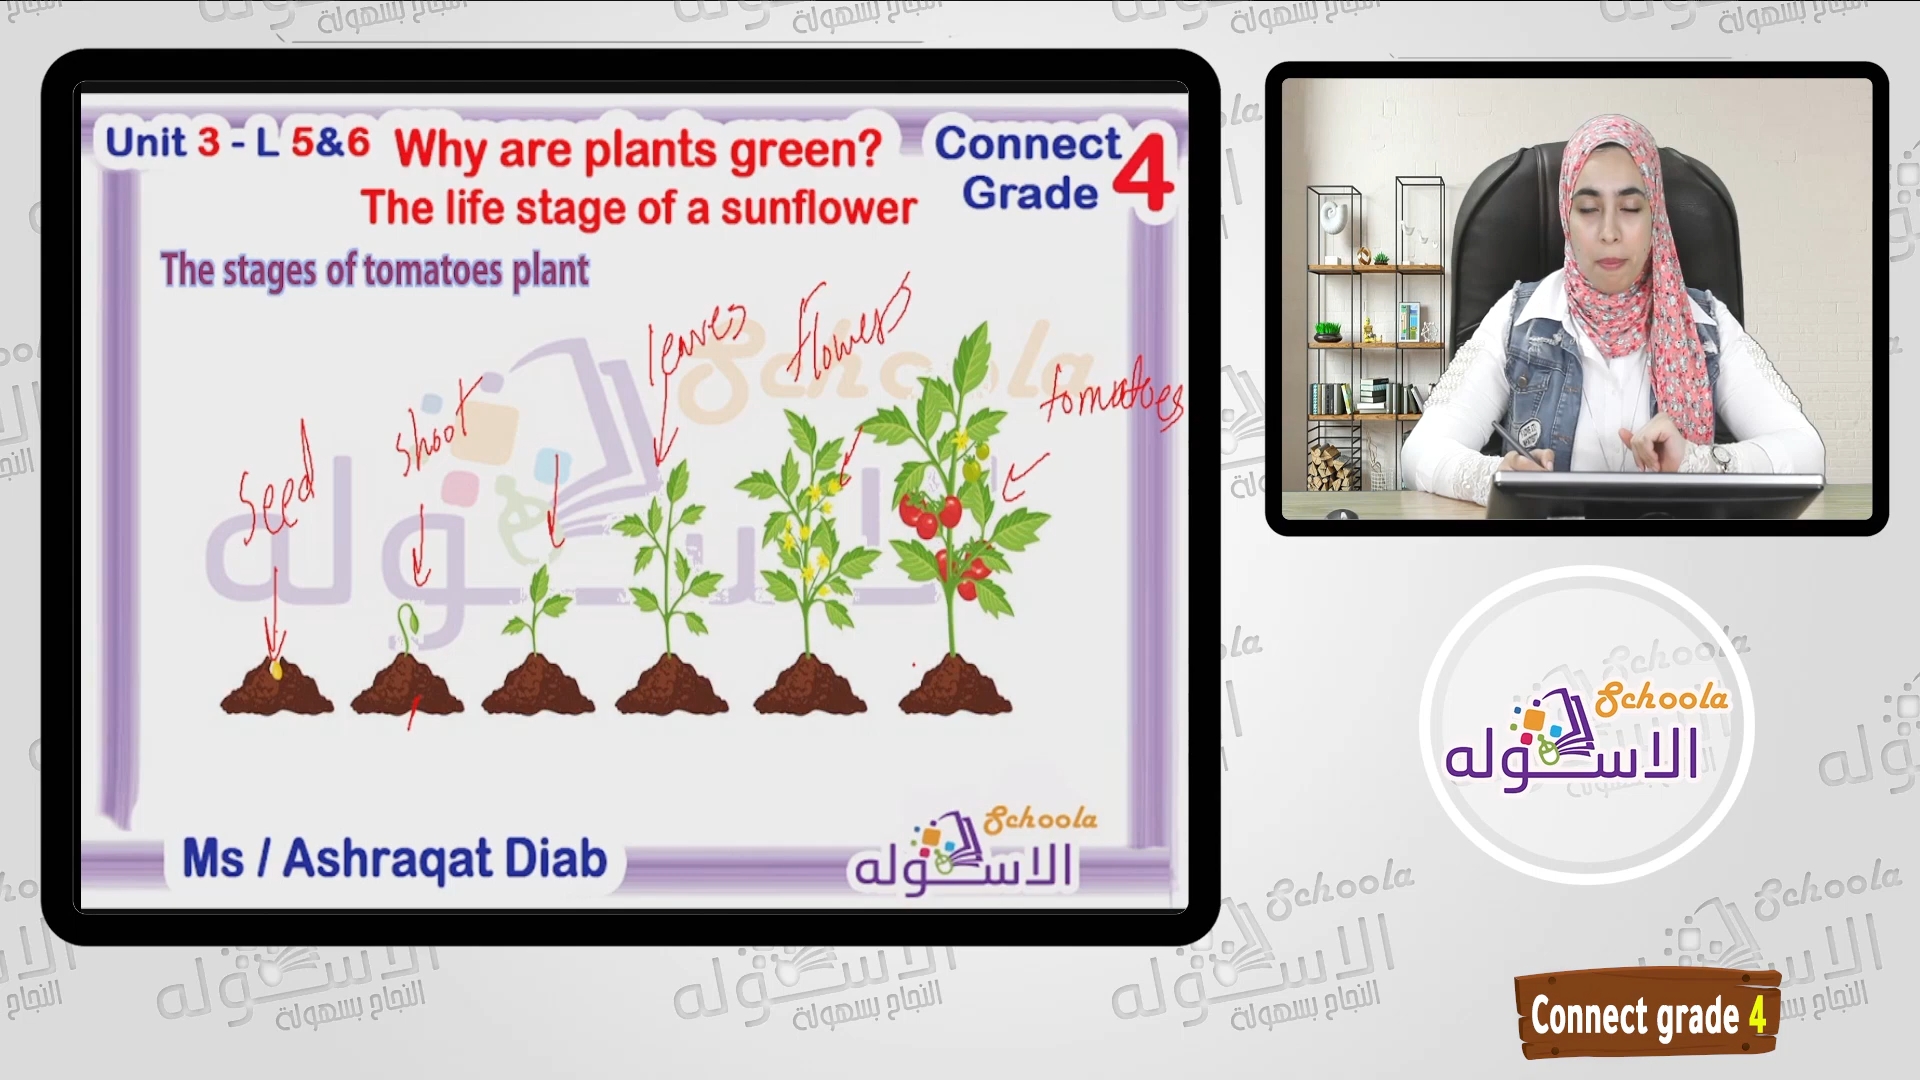 Unit 3 - L 5&6
Why are plants green?
The life stage of a sunflower
Connect
Grade 4
The stages of tomatoes plant
seed
shoot
leaves
flowers
tomatoes
Schoola
الاسكوله
Ms / Ashraqat Diab
Schoola
الاسكوله
Schoola
الاسكوله
Connect grade 4
النجاح بسهولة